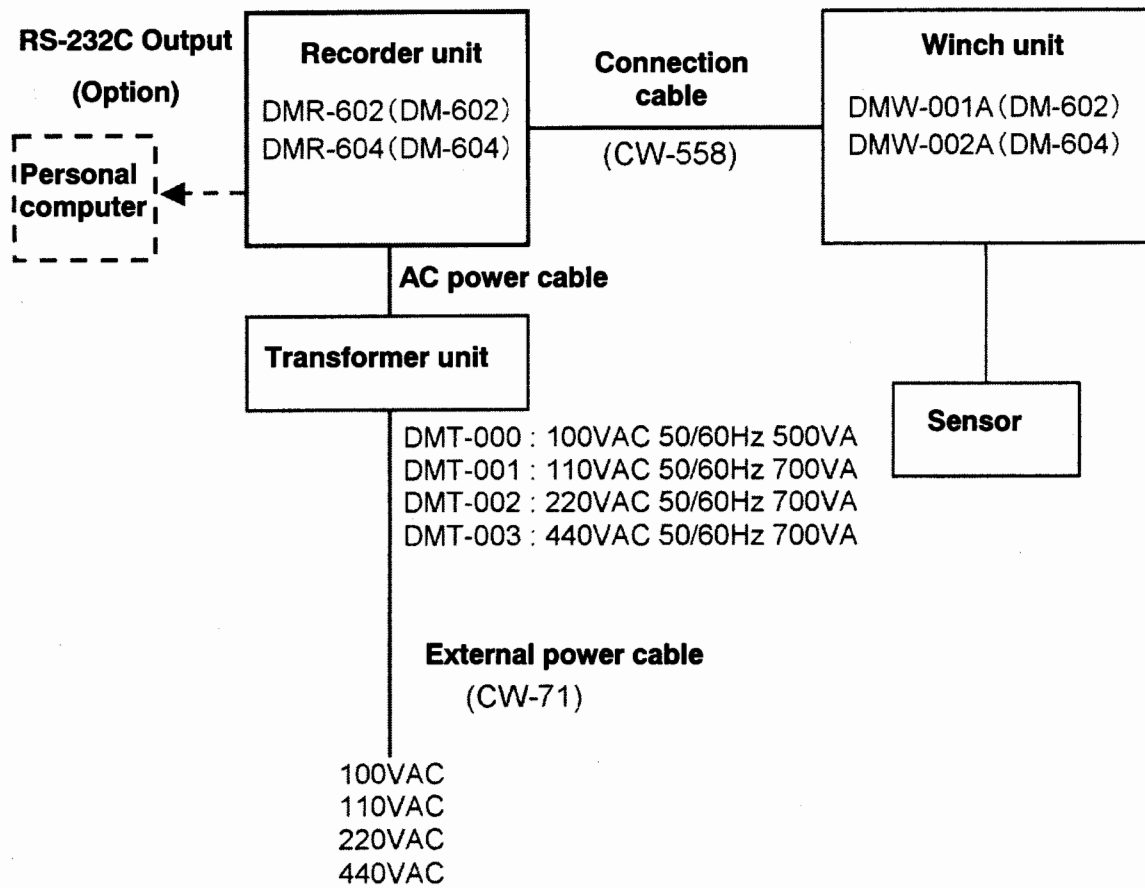 RS-232C Output
(Option)
Personal
computer
Recorder unit
DMR-602(DM-602)
DMR-604(DM-604)
Connection
cable
(CW-558)
Winch unit
DMW-001A(DM-602)
DMW-002A(DM-604)
AC power cable
Transformer unit
Sensor
DMT-000 : 100VAC 50/60Hz 500VA
DMT-001 : 110VAC 50/60Hz 700VA
DMT-002 : 220VAC 50/60Hz 700VA
DMT-003 : 440VAC 50/60Hz 700VA
External power cable
(CW-71)
100VAC
110VAC
220VAC
440VAC